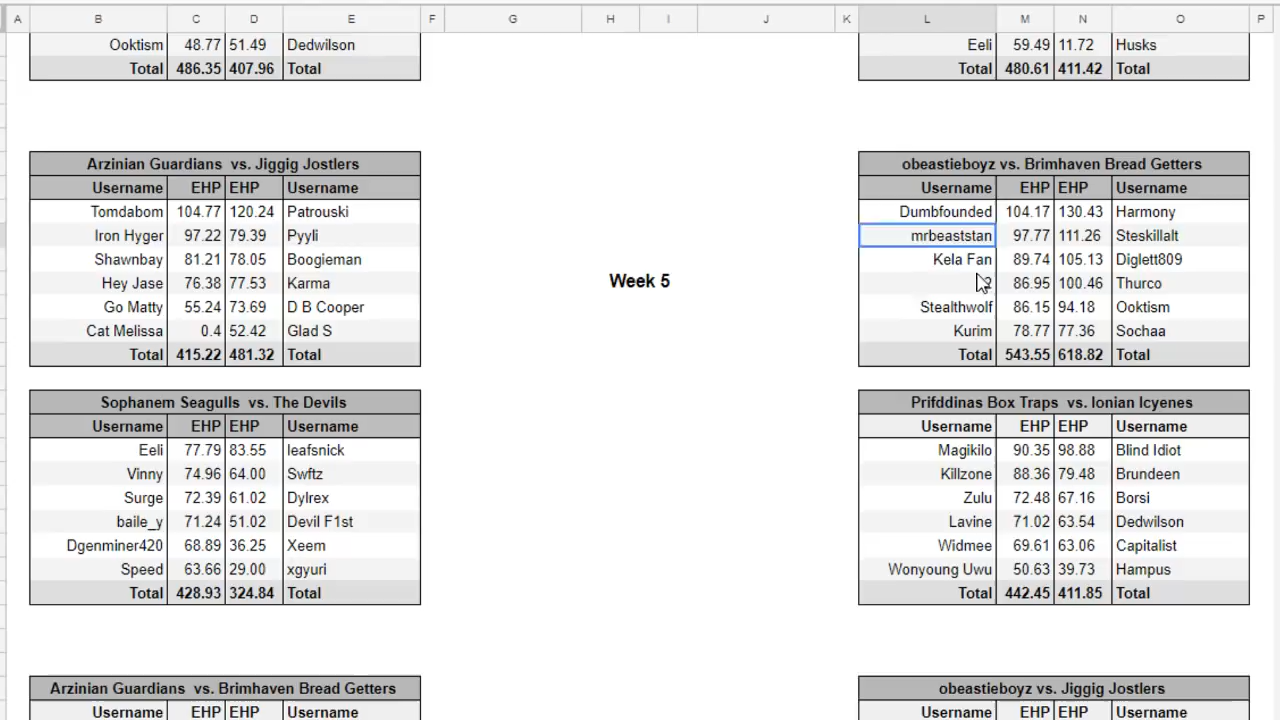 A B C D E F G H I J K L M N O P
Ooktism 48.77 51.49 Dedwilson
Total 486.35 407.96 Total
Eeli 59.49 11.72 Husks
Total 480.61 411.42 Total
Arzinian Guardians vs. Jiggig Jostlers
Username EHP EHP Username
Tomdabom 104.77 120.24 Patrouski
Iron Hyger 97.22 79.39 Pyyli
Shawnbay 81.21 78.05 Boogieman
Hey Jase 76.38 77.53 Karma
Go Matty 55.24 73.69 D B Cooper
Cat Melissa 0.4 52.42 Glad S
Total 415.22 481.32 Total
Week 5
obeastieboyz vs. Brimhaven Bread Getters
Username EHP EHP Username
Dumbfounded 104.17 130.43 Harmony
mrbeaststan 97.77 111.26 Steskillalt
Kela Fan 89.74 105.13 Diglett809
86.95 100.46 Thurco
Stealthwolf 86.15 94.18 Ooktism
Kurim 78.77 77.36 Sochaa
Total 543.55 618.82 Total
Sophanem Seagulls vs. The Devils
Username EHP EHP Username
Eeli 77.79 83.55 leafsnick
Vinny 74.96 64.00 Swftz
Surge 72.39 61.02 Dylrex
baile_y 71.24 51.02 Devil F1st
Dgenminer420 68.89 36.25 Xeem
Speed 63.66 29.00 xgyuri
Total 428.93 324.84 Total
Prifddinas Box Traps vs. Ionian Icyenes
Username EHP EHP Username
Magikilo 90.35 98.88 Blind Idiot
Killzone 88.36 79.48 Brundeen
Zulu 72.48 67.16 Borsi
Lavine 71.02 63.54 Dedwilson
Widmee 69.61 63.06 Capitalist
Wonyoung Uwu 50.63 39.73 Hampus
Total 442.45 411.85 Total
Arzinian Guardians vs. Brimhaven Bread Getters
Username EHP EHP Username
obeastieboyz vs. Jiggig Jostlers
Username EHP EHP Username